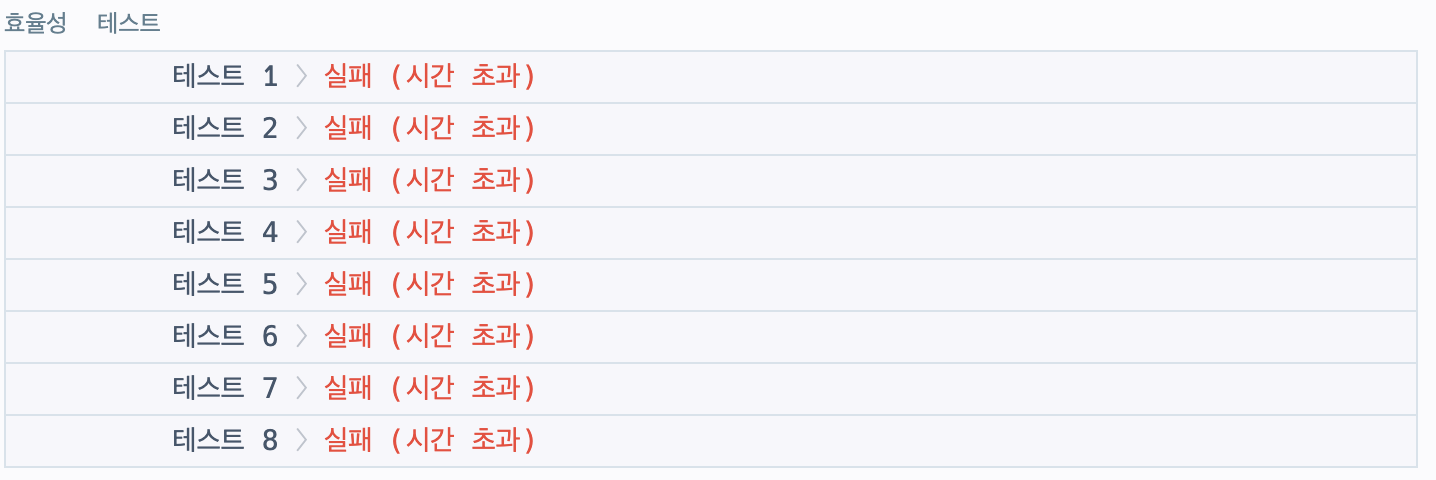 효율성 테스트
테스트 1 〉 실패 (시간 초과)
테스트 2 〉 실패 (시간 초과)
테스트 3 〉 실패 (시간 초과)
테스트 4 〉 실패 (시간 초과)
테스트 5 〉 실패 (시간 초과)
테스트 6 〉 실패 (시간 초과)
테스트 7 〉 실패 (시간 초과)
테스트 8 〉 실패 (시간 초과)